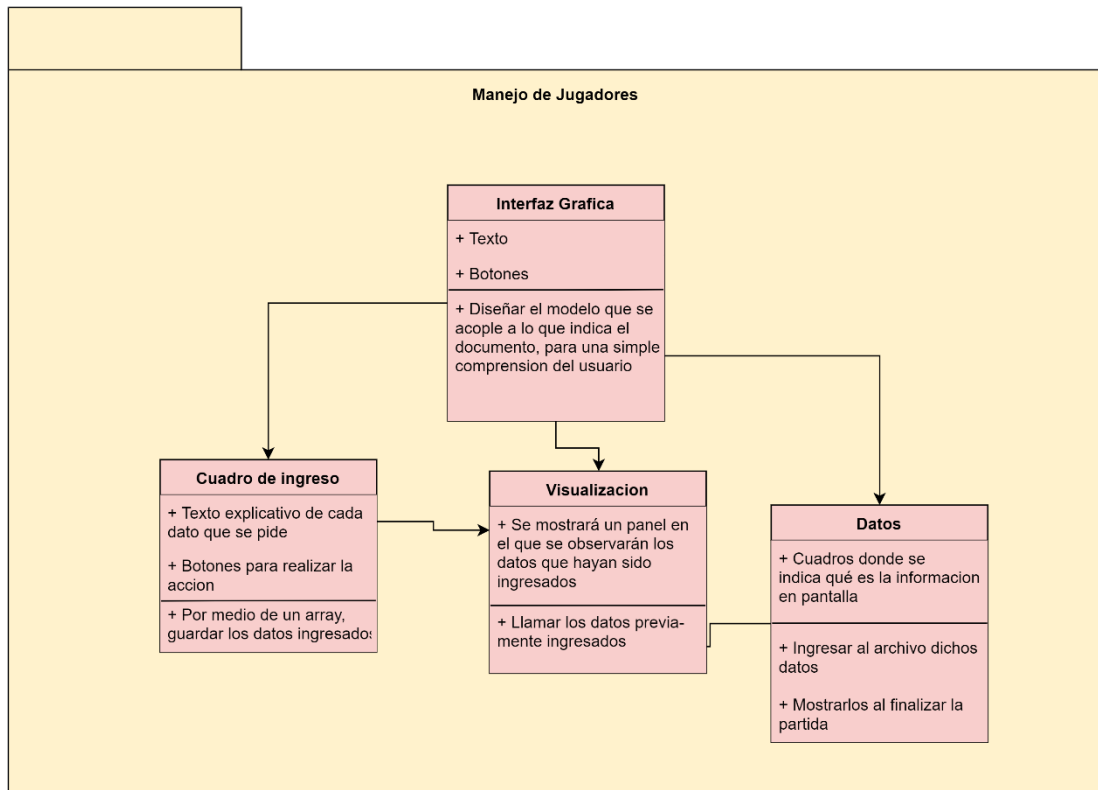 Manejo de Jugadores
Interfaz Grafica
+ Texto
+ Botones
+ Diseñar el modelo que se
acople a lo que indica el
documento, para una simple
comprension del usuario
Cuadro de ingreso
+ Texto explicativo de cada
dato que se pide
+ Botones para realizar la
accion
+ Por medio de un array,
guardar los datos ingresados
Visualizacion
+ Se mostrará un panel en
el que se observarán los
datos que hayan sido
ingresados
+ Llamar los datos previa-
mente ingresados
Datos
+ Cuadros donde se
indica qué es la informacion
en pantalla
+ Ingresar al archivo dichos
datos
+ Mostrarlos al finalizar la
partida